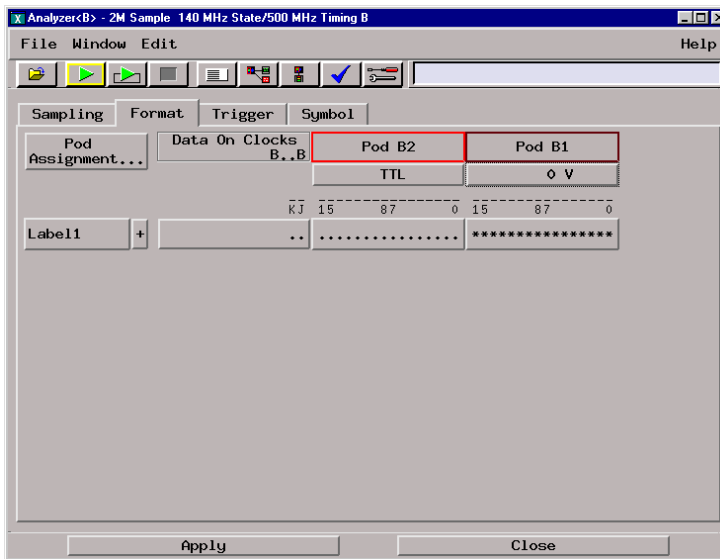 Analyzer<B> - 2M Sample 140 MHz State/500 MHz Timing B
File Window Edit Help
Sampling Format Trigger Symbol
Pod Assignment...
Data On Clocks B..B
Pod B2 Pod B1
TTL 0 V
KJ 15 87 0 15 87 0
Label1 + .. ................ ****************
Apply Close